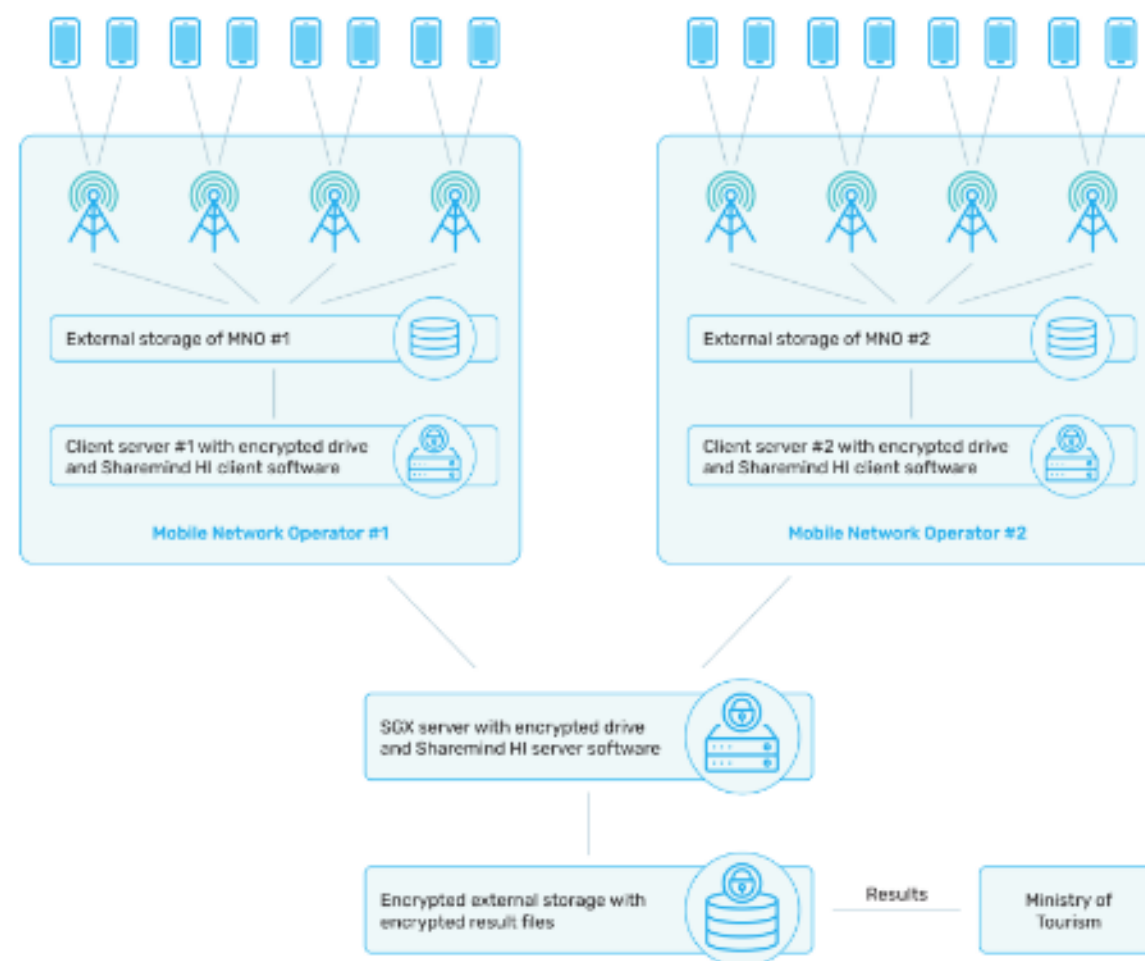 External storage of MNO #1
External storage of MNO #2
Client server #1 with encrypted drive
and Sharemind HI client software
Client server #2 with encrypted drive
and Sharemind HI client software
Mobile Network Operator #1
Mobile Network Operator #2
SGX server with encrypted drive
and Sharemind HI server software
Encrypted external storage with
encrypted result files
Results
Ministry of
Tourism